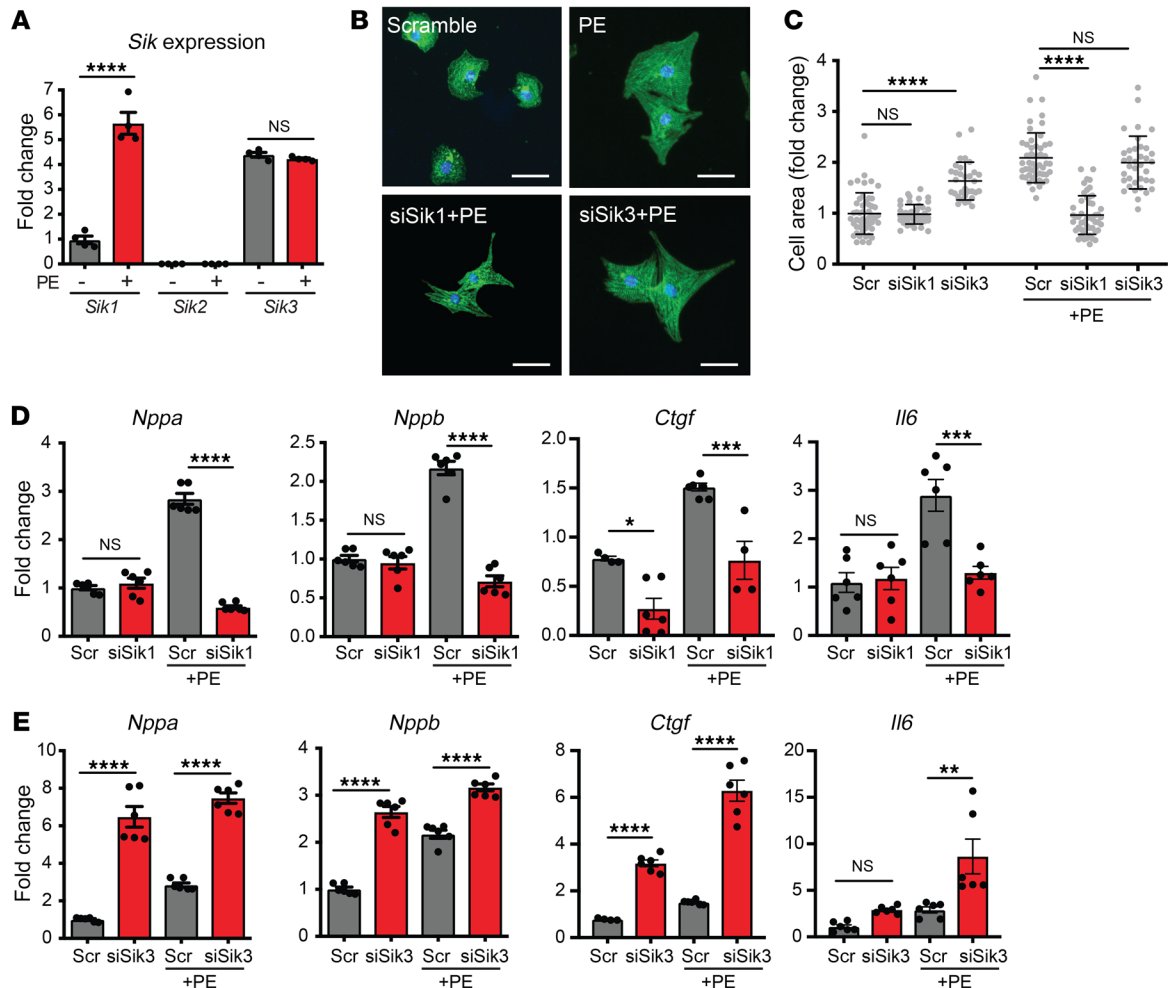 A
Sik expression
Fold change
7
6
5
4
3
2
1
0
****
NS
PE - + - + - +
Sik1 Sik2 Sik3
B
Scramble
PE
siSik1+PE
siSik3+PE
C
Cell area (fold change)
4
3
2
1
0
****
NS
NS
****
Scr siSik1 siSik3 Scr siSik1 siSik3
+PE
D
Nppa
Fold change
4
3
2
1
0
NS
****
Scr siSik1 Scr siSik1
+PE
Nppb
2.5
2.0
1.5
1.0
0.5
0.0
NS
****
Scr siSik1 Scr siSik1
+PE
Ctgf
1.5
1.0
0.5
0.0
*
***
Scr siSik1 Scr siSik1
+PE
Il6
4
3
2
1
0
NS
***
Scr siSik1 Scr siSik1
+PE
E
Nppa
Fold change
10
8
6
4
2
0
****
****
Scr siSik3 Scr siSik3
+PE
Nppb
4
3
2
1
0
****
****
Scr siSik3 Scr siSik3
+PE
Ctgf
8
6
4
2
0
****
****
Scr siSik3 Scr siSik3
+PE
Il6
20
15
10
5
0
NS
**
Scr siSik3 Scr siSik3
+PE